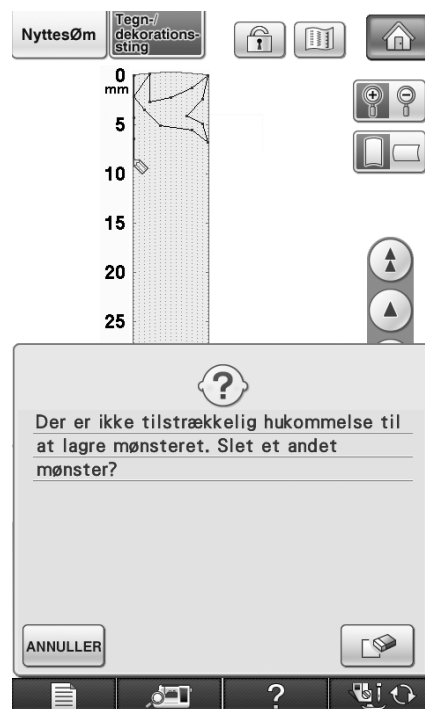 NyttesØm
Tegn-/
dekorations-
sting
0
mm
5
10
15
20
25
?
Der er ikke tilstrækkelig hukommelse til
at lagre mønsteret. Slet et andet
mønster?
ANNULLER
?